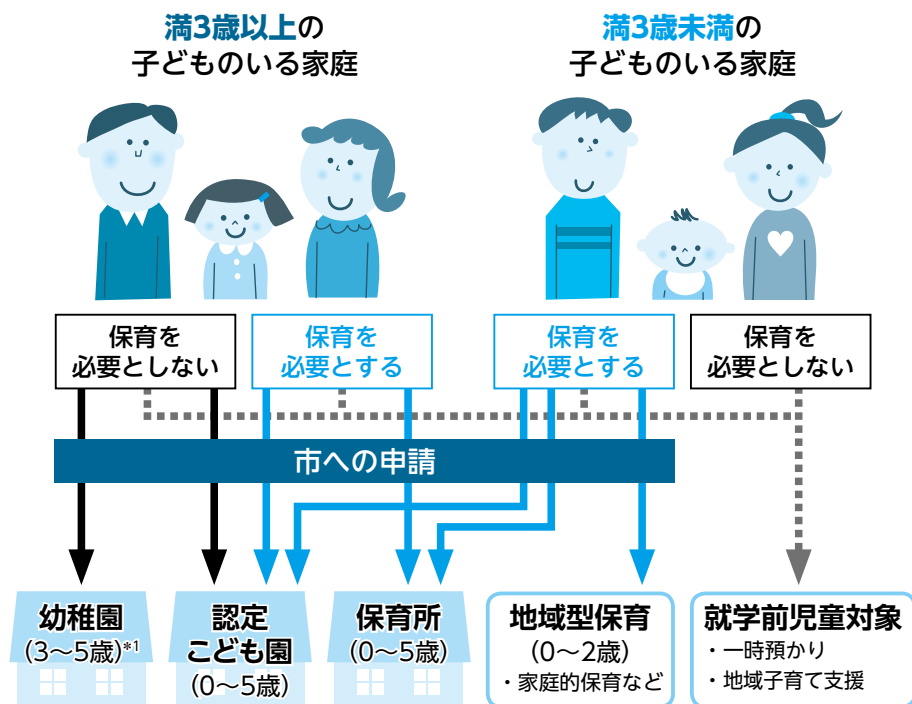 満3歳以上の
子どものいる家庭
満3歳未満の
子どものいる家庭
保育を
必要としない
保育を
必要とする
保育を
必要とする
保育を
必要としない
市への申請
幼稚園
(3〜5歳)*1
認定
こども園
(0〜5歳)
保育所
(0〜5歳)
地域型保育
(0〜2歳)
・家庭的保育など
就学前児童対象
・一時預かり
・地域子育て支援